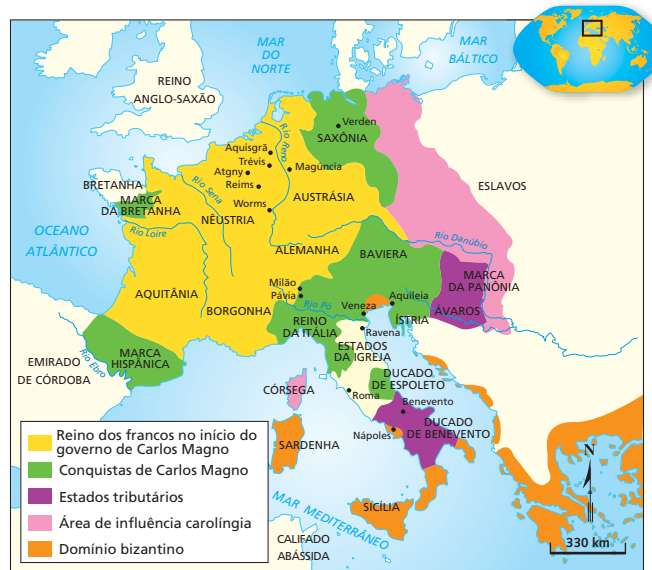 MAR
DO
NORTE
MAR
BÁLTICO
REINO
ANGLO-SAXÃO
Verden
SAXÔNIA
Rio Reno
Aquisgrã
Trévis
Atgny
Magúncia
Reims
BRETANHA
MARCA
DA BRETANHA
Rio Sena
Worms
AUSTRÁSIA
ESLAVOS
NÊUSTRIA
OCEANO
ATLÂNTICO
Rio Loire
ALEMANHA
BAVIERA
Rio Danúbio
MARCA
DA PANÔNIA
ÁVAROS
AQUITÂNIA
Milão
Pávia
BORGONHA
Rio Pó
Veneza
Aquileia
ÍSTRIA
REINO
DA ITÁLIA
Ravena
ESTADOS
DA IGREJA
MARCA
HISPÂNICA
EMIRADO
DE CÓRDOBA
Rio Ebro
DUCADO
DE ESPOLETO
CÓRSEGA
Roma
Benevento
DUCADO
DE BENEVENTO
Nápoles
SARDENHA
SICÍLIA
MAR MEDITERRÂNEO
CALIFADO
ABÁSSIDA
Reino dos francos no início do
governo de Carlos Magno
Conquistas de Carlos Magno
Estados tributários
Área de influência carolíngia
Domínio bizantino
N
330 km